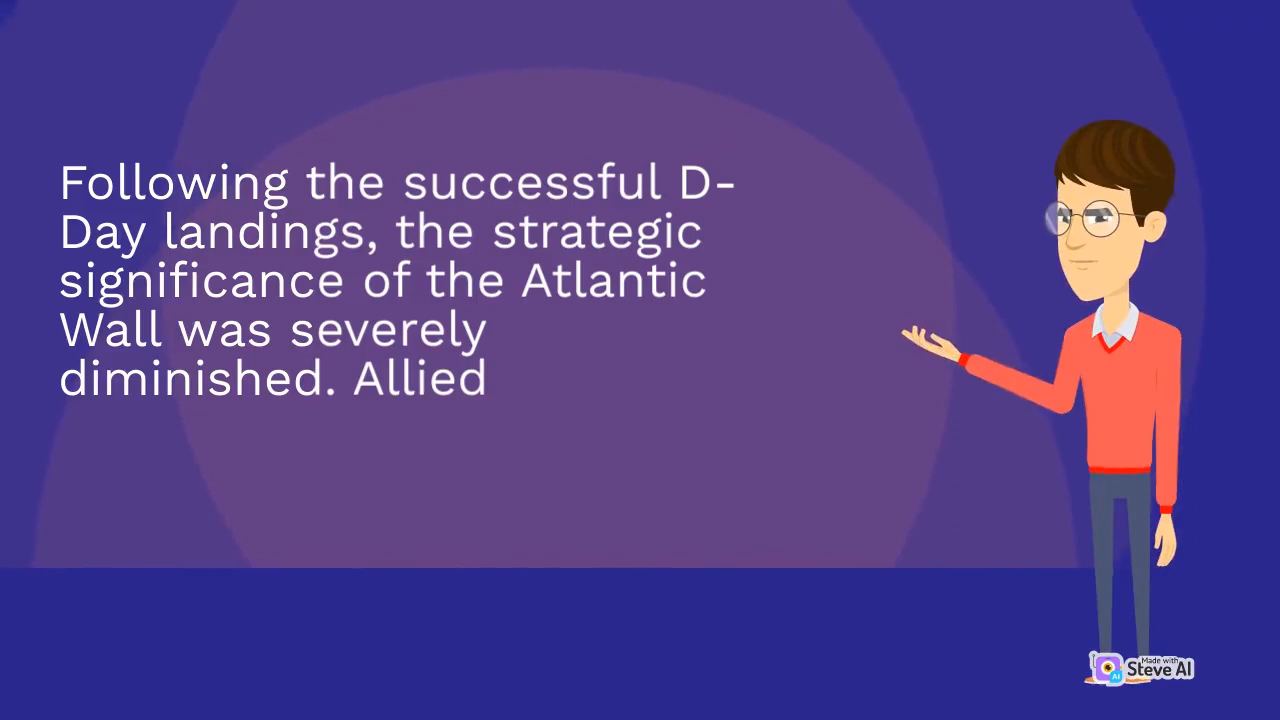 Following the successful D-
Day landings, the strategic
significance of the Atlantic
Wall was severely
diminished. Allied
Made with
Steve AI
AI